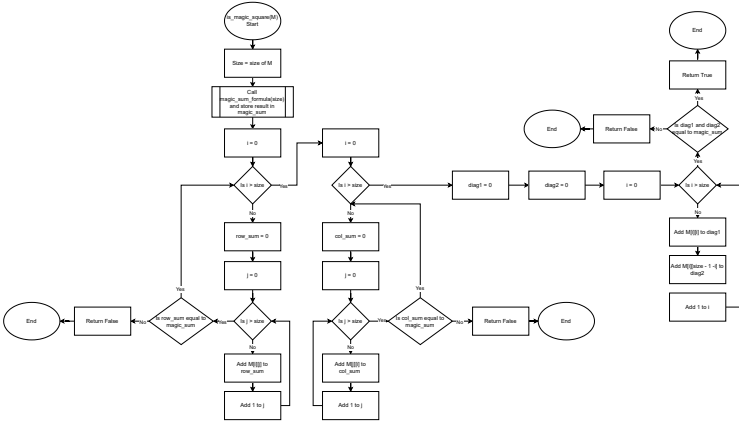 is_magic_square(M)
Start
Size = size of M
Call
magic_sum_formula(size)
and store result in
magic_sum
i = 0
Is i > size
Yes
No
row_sum = 0
j = 0
Is j > size
Yes
No
Add M[i][j] to
row_sum
Add 1 to j
Is row_sum equal to
magic_sum
Yes
No
Return False
End
i = 0
Is i > size
Yes
No
col_sum = 0
j = 0
Is j > size
Yes
No
Add M[j][i] to
col_sum
Add 1 to j
Is col_sum equal to
magic_sum
Yes
No
Return False
End
diag1 = 0
diag2 = 0
i = 0
Is i > size
Yes
No
Add M[i][i] to diag1
Add M[i][size - 1 -i] to
diag2
Add 1 to i
Is diag1 and diag2
equal to magic_sum
No
Return False
End
Yes
Return True
End